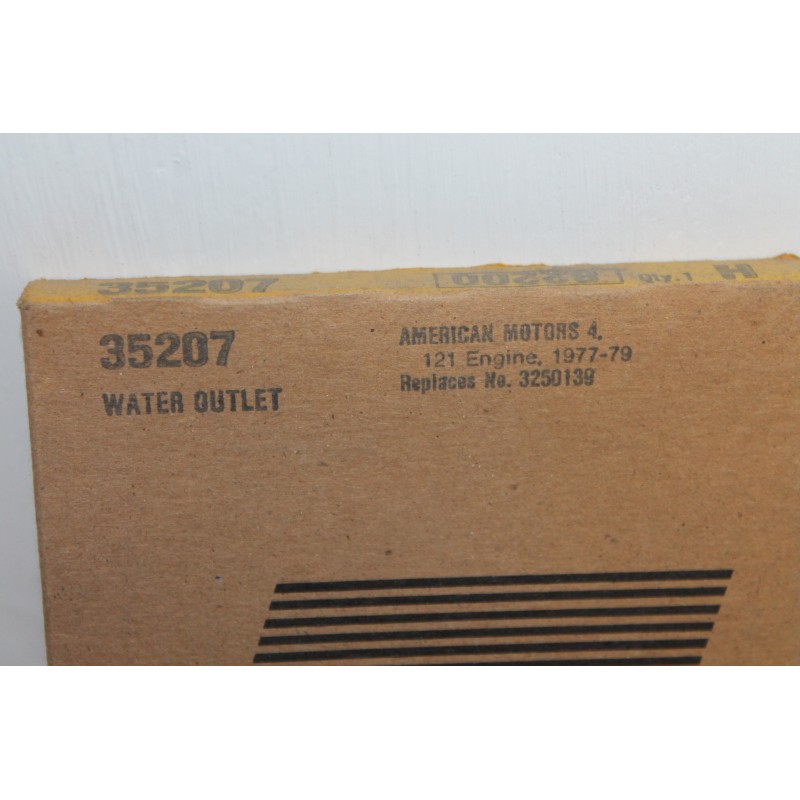 35207
Qty. 1 H
35207
WATER OUTLET
AMERICAN MOTORS 4,
121 Engine, 1977-79
Replaces No. 3250139